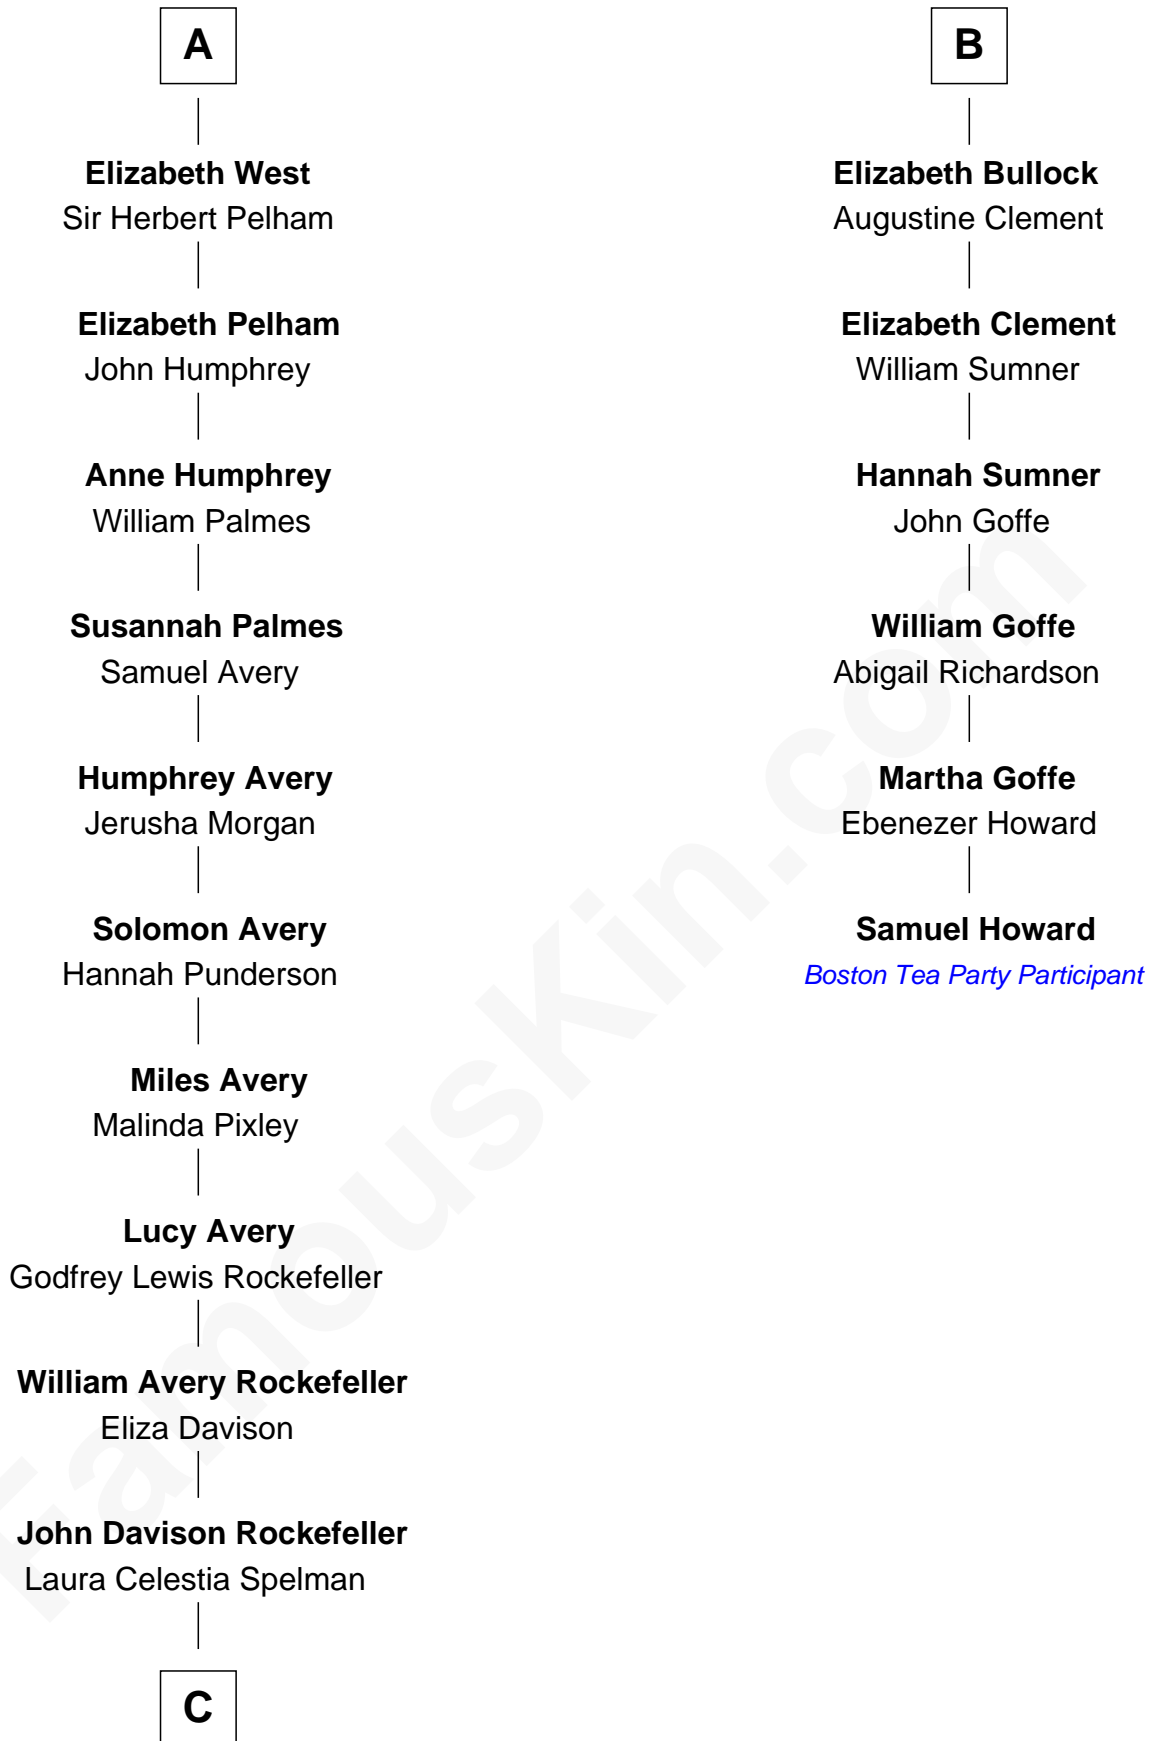 A
Elizabeth West
Sir Herbert Pelham
Elizabeth Pelham
John Humphrey
Anne Humphrey
William Palmes
Susannah Palmes
Samuel Avery
Humphrey Avery
Jerusha Morgan
Solomon Avery
Hannah Punderson
Miles Avery
Malinda Pixley
Lucy Avery
Godfrey Lewis Rockefeller
William Avery Rockefeller
Eliza Davison
John Davison Rockefeller
Laura Celestia Spelman
C
B
Elizabeth Bullock
Augustine Clement
Elizabeth Clement
William Sumner
Hannah Sumner
John Goffe
William Goffe
Abigail Richardson
Martha Goffe
Ebenezer Howard
Samuel Howard
Boston Tea Party Participant
FamousKin.com